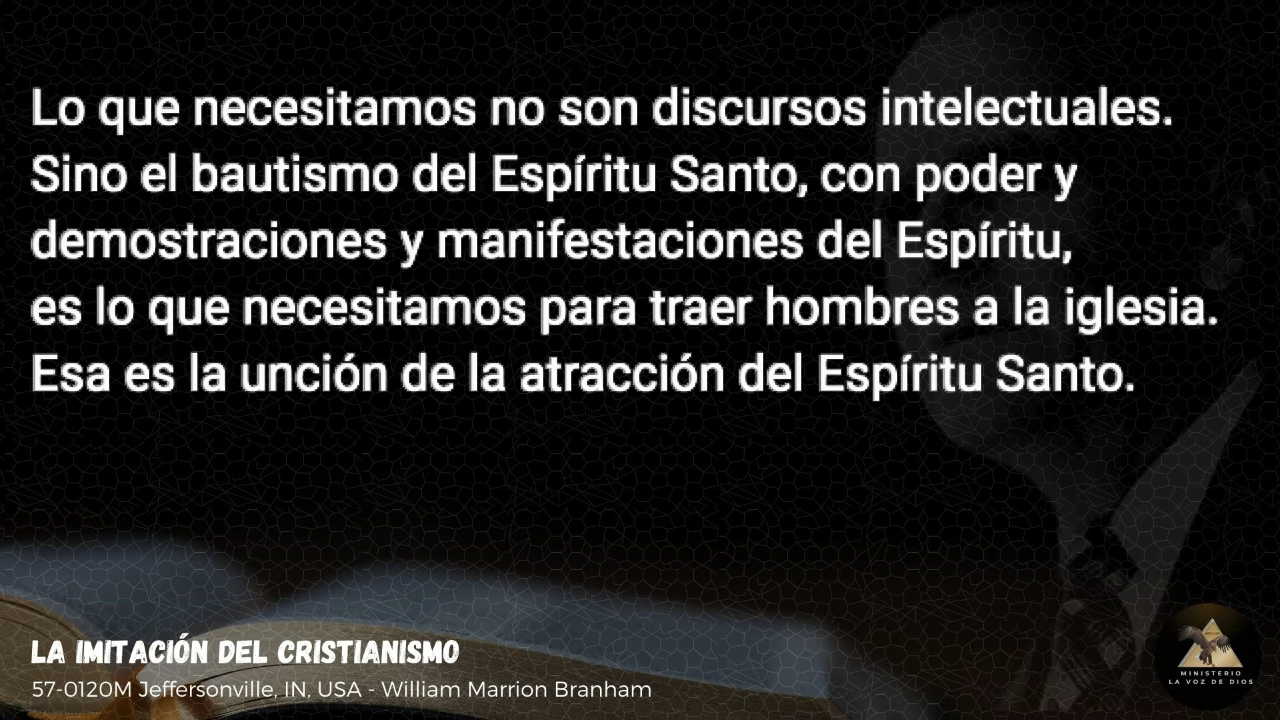 Lo que necesitamos no son discursos intelectuales.
Sino el bautismo del Espíritu Santo, con poder y
demostraciones y manifestaciones del Espíritu,
es lo que necesitamos para traer hombres a la iglesia.
Esa es la unción de la atracción del Espíritu Santo.
LA IMITACIÓN DEL CRISTIANISMO
57-0120M Jeffersonville, IN, USA - William Marrion Branham
MINISTERIO
LA VOZ DE DIOS